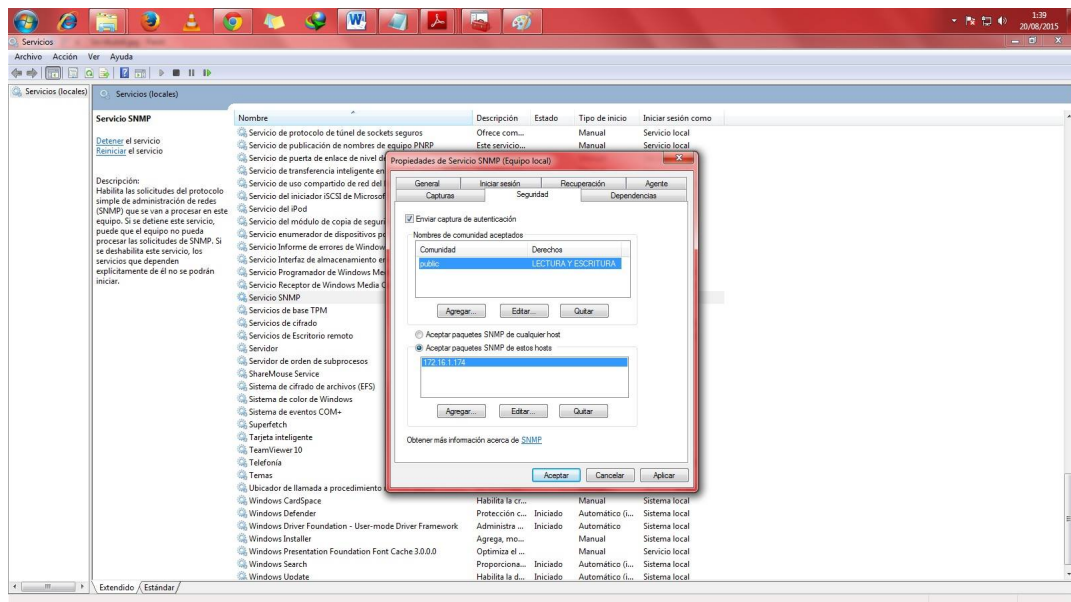 1:39
20/08/2015
Servicios
Archivo Acción Ver Ayuda
Servicios (locales)
Servicios (locales)
Servicio SNMP
Detener el servicio
Reiniciar el servicio
Descripción:
Habilita las solicitudes del protocolo
simple de administración de redes
(SNMP) que se van a procesar en este
equipo. Si se detiene este servicio,
puede que el equipo no pueda
procesar las solicitudes de SNMP. Si
se deshabilita este servicio, los
servicios que dependen
explícitamente de él no se podrán
iniciar.
Nombre Descripción Estado Tipo de inicio Iniciar sesión como
Servicio de protocolo de túnel de sockets seguros Ofrece com... Manual Servicio local
Servicio de publicación de nombres de equipo PNRP Este servicio... Manual Servicio local
Servicio de puerta de enlace de nivel de
Servicio de transferencia inteligente en
Servicio de uso compartido de red del
Servicio del iniciador iSCSI de Microsof
Servicio del iPod
Servicio del módulo de copia de seguri
Servicio enumerador de dispositivos po
Servicio Informe de errores de Window
Servicio Interfaz de almacenamiento en
Servicio Programador de Windows Me
Servicio Receptor de Windows Media C
Servicio SNMP
Servicios de base TPM
Servicios de cifrado
Servicios de Escritorio remoto
Servidor
Servidor de orden de subprocesos
ShareMouse Service
Sistema de cifrado de archivos (EFS)
Sistema de color de Windows
Sistema de eventos COM+
Superfetch
Tarjeta inteligente
TeamViewer 10
Telefonía
Temas
Ubicador de llamada a procedimiento
Windows CardSpace Habilita la cr... Manual Sistema local
Windows Defender Protección c... Iniciado Automático (i... Sistema local
Windows Driver Foundation - User-mode Driver Framework Administra ... Iniciado Automático Sistema local
Windows Installer Agrega, mo... Manual Sistema local
Windows Presentation Foundation Font Cache 3.0.0.0 Optimiza el ... Manual Servicio local
Windows Search Proporciona... Iniciado Automático (i... Sistema local
Windows Update Habilita la d... Iniciado Automático (i... Sistema local
Extendido Estándar
Propiedades de Servicio SNMP (Equipo local)
General Iniciar sesión Recuperación Agente
Capturas Seguridad Dependencias
Enviar captura de autenticación
Nombres de comunidad aceptados
Comunidad Derechos
public LECTURA Y ESCRITURA
Agregar... Editar... Quitar
Aceptar paquetes SNMP de cualquier host
Aceptar paquetes SNMP de estos hosts
172.16.1.174
Agregar... Editar... Quitar
Obtener más información acerca de SNMP
Aceptar Cancelar Aplicar